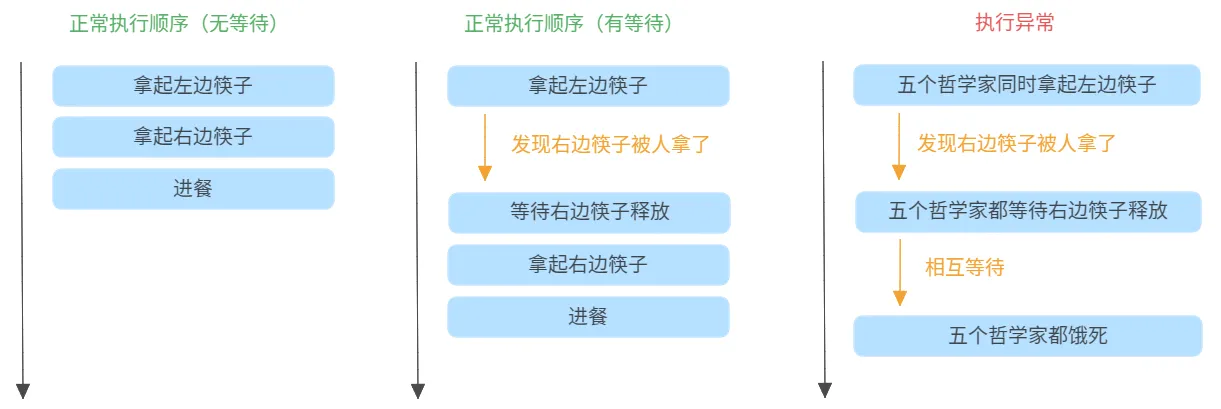 正常执行顺序（无等待）
拿起左边筷子
拿起右边筷子
进餐
正常执行顺序（有等待）
拿起左边筷子
发现右边筷子被人拿了
等待右边筷子释放
拿起右边筷子
进餐
执行异常
五个哲学家同时拿起左边筷子
发现右边筷子被人拿了
五个哲学家都等待右边筷子释放
相互等待
五个哲学家都饿死